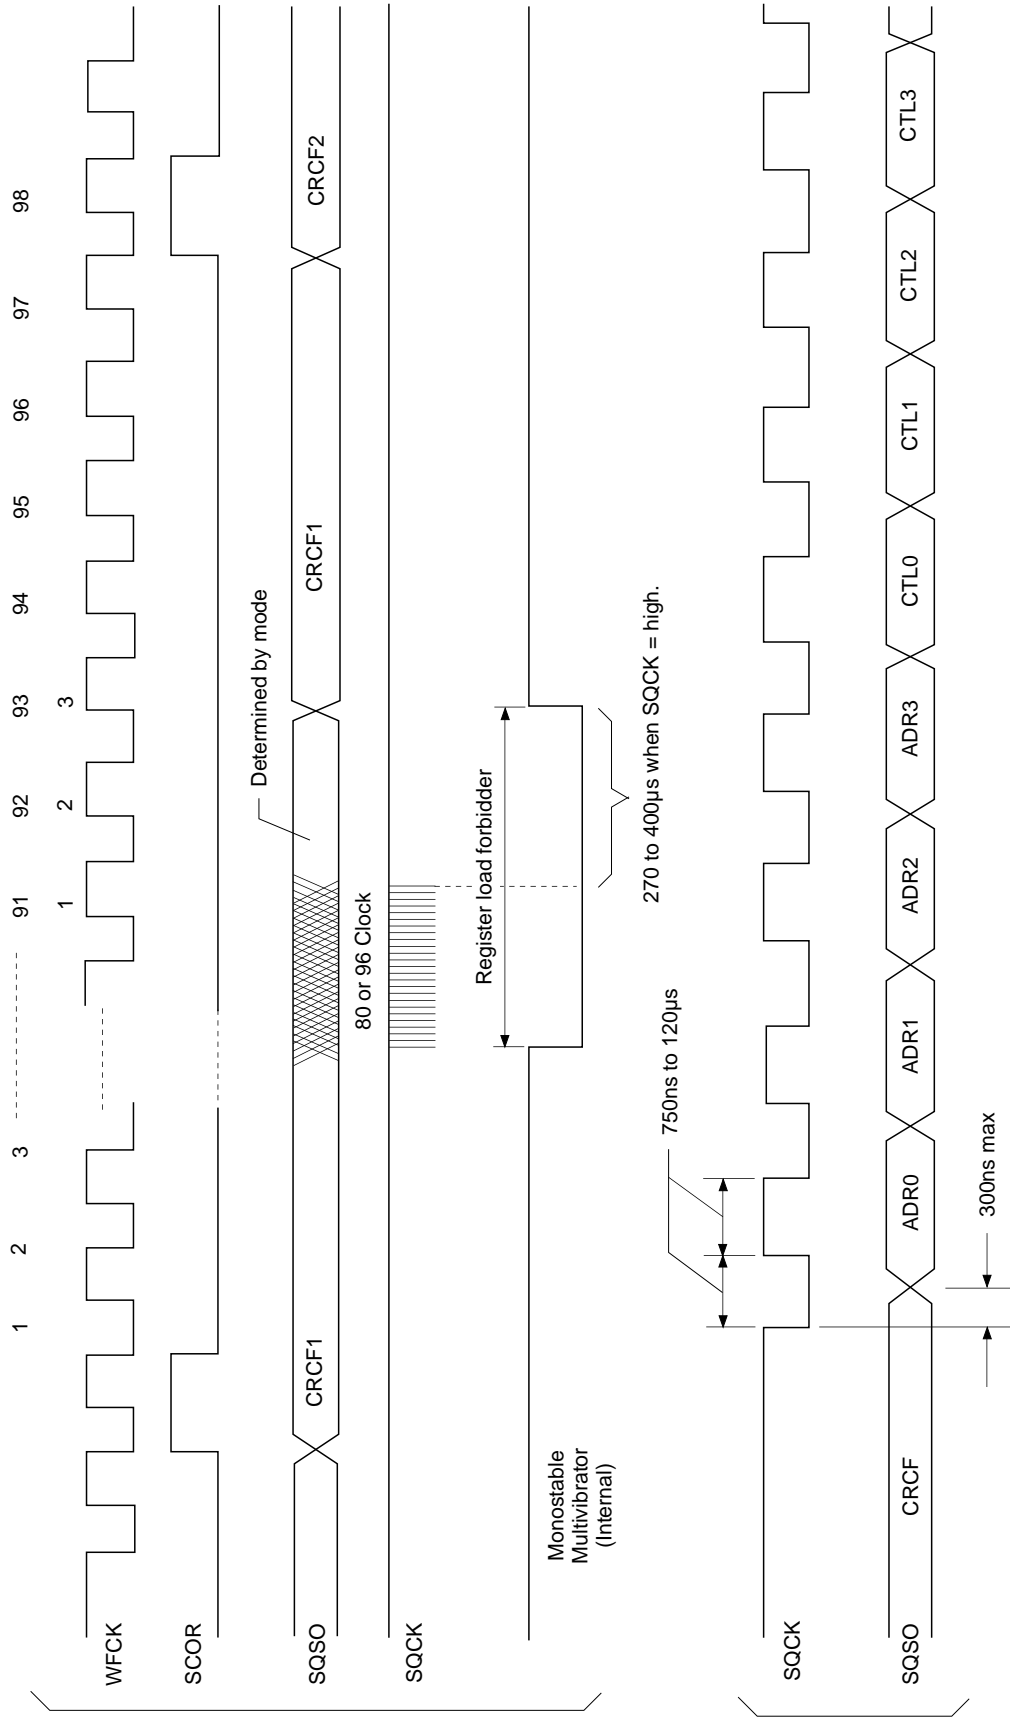 1 2 3 91 92 93 94 95 96 97 98
1 2 3
WFCK
SCOR
Determined by mode
SQSO
CRCF1 CRCF1 CRCF2
80 or 96 Clock
SQCK
Register load forbidder
Monostable
Multivibrator
(Internal)
270 to 400µs when SQCK = high.
750ns to 120µs
SQCK
SQSO
CRCF ADR0 ADR1 ADR2 ADR3 CTL0 CTL1 CTL2 CTL3
300ns max